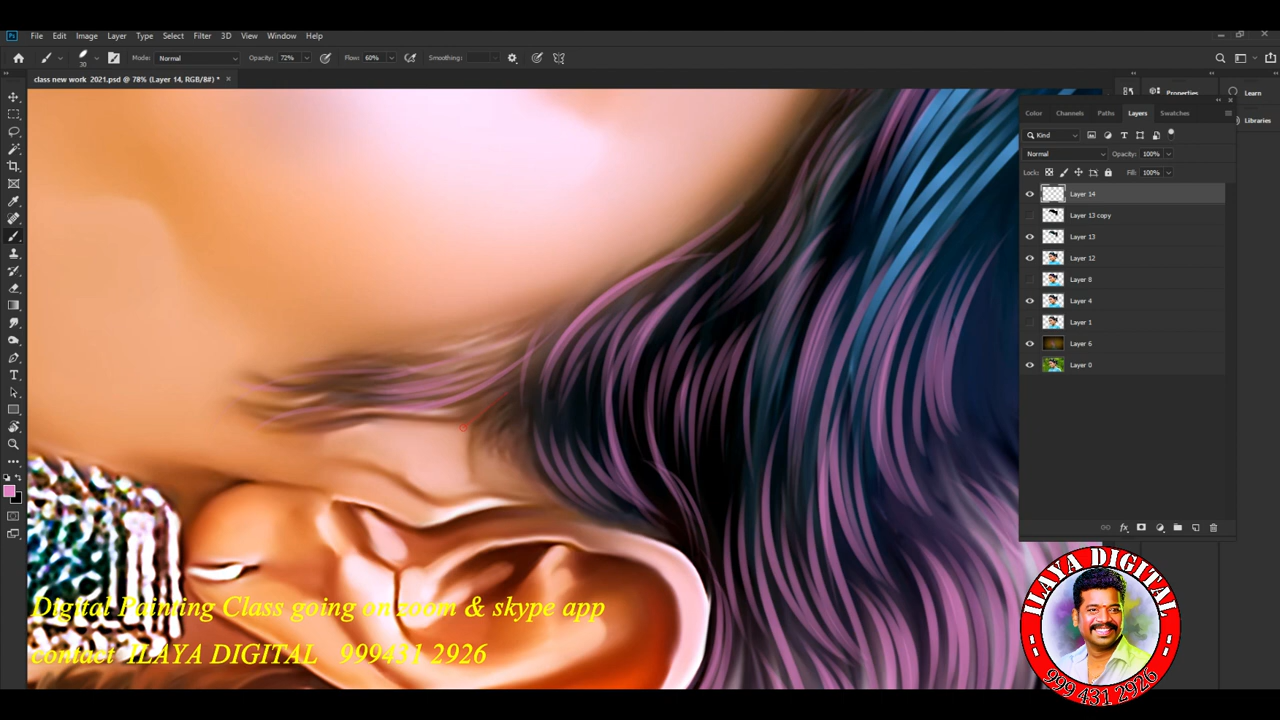 File Edit Image Layer Type Select Filter 3D View Window Help
30 Mode: Normal Opacity: 72% Flow: 60% Smoothing:
class new work 2021.psd @ 78% (Layer 14, RGB/8#) * ×
Properties Learn
Libraries
Color Channels Paths Layers Swatches
Kind
Normal Opacity: 100%
Lock: Fill: 100%
Layer 14
Layer 13 copy
Layer 13
Layer 12
Layer 8
Layer 4
Layer 1
Layer 6
Layer 0
Digital Painting Class going on zoom & skype app
contact ILAYA DIGITAL 999431 2926
ILAYA DIGITAL
999 431 2926